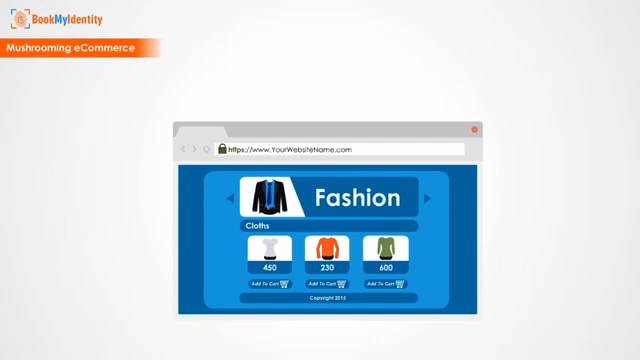 BookMyIdentity
Mushrooming eCommerce
https://www.YourWebsiteName.com
Fashion
Cloths
450 230 600
Add To Cart Add To Cart Add To Cart
Copyright 2015